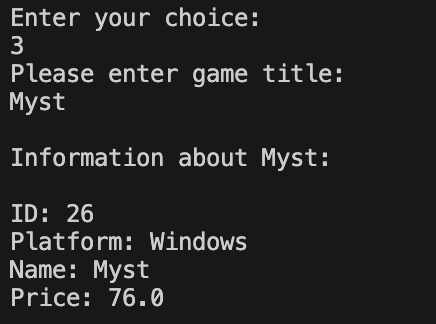 Enter your choice:
3
Please enter game title:
Myst
Information about Myst:
ID: 26
Platform: Windows
Name: Myst
Price: 76.0